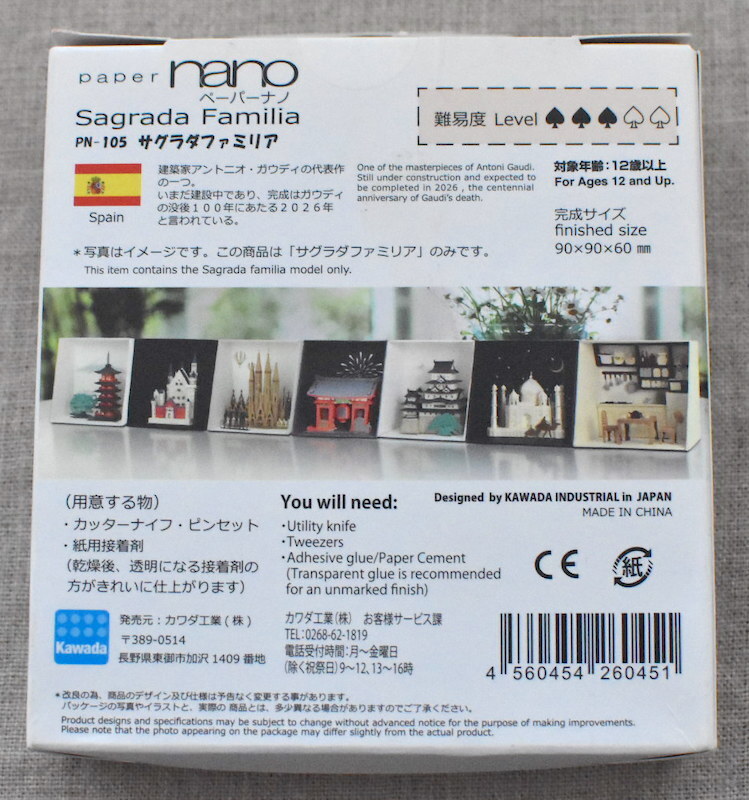 paper nano
ペーパーナノ
Sagrada Familia
PN-105 サグラダファミリア
難易度 Level ♠♠♠♤♤
Spain
建築家アントニオ・ガウディの代表作
の一つ。
いまだ建設中であり、完成はガウディ
の没後１００年にあたる２０２６年
と言われている。
One of the masterpieces of Antoni Gaudi.
Still under construction and expected to
be completed in 2026 , the centennial
anniversary of Gaudi's death.
対象年齢：12歳以上
For Ages 12 and Up.
完成サイズ
finished size
90×90×60 ㎜
＊写真はイメージです。この商品は「サグラダファミリア」のみです。
This item contains the Sagrada familia model only.
（用意する物）
・カッターナイフ・ピンセット
・紙用接着剤
（乾燥後、透明になる接着剤の
方がきれいに仕上がります）
You will need:
・Utility knife
・Tweezers
・Adhesive glue/Paper Cement
(Transparent glue is recommended
for an unmarked finish)
Designed by KAWADA INDUSTRIAL in JAPAN
MADE IN CHINA
CE
紙
Kawada
発売元：カワダ工業(株)
〒389-0514
長野県東御市加沢 1409 番地
カワダ工業(株) お客様サービス課
TEL:0268-62-1819
電話受付時間：月〜金曜日
(除く祝祭日)9〜12、13〜16時
4 560454 260451
＊改良の為、商品のデザイン及び仕様は予告なく変更する事があります。
パッケージの写真やイラストと、実際の 商品とは、多少異なる場合がありますのでご了承ください。
Product designs and specifications may be subject to change without advanced notice for the purpose of making improvements.
Please note that the photo appearing on the package may differ slightly from the actual product.